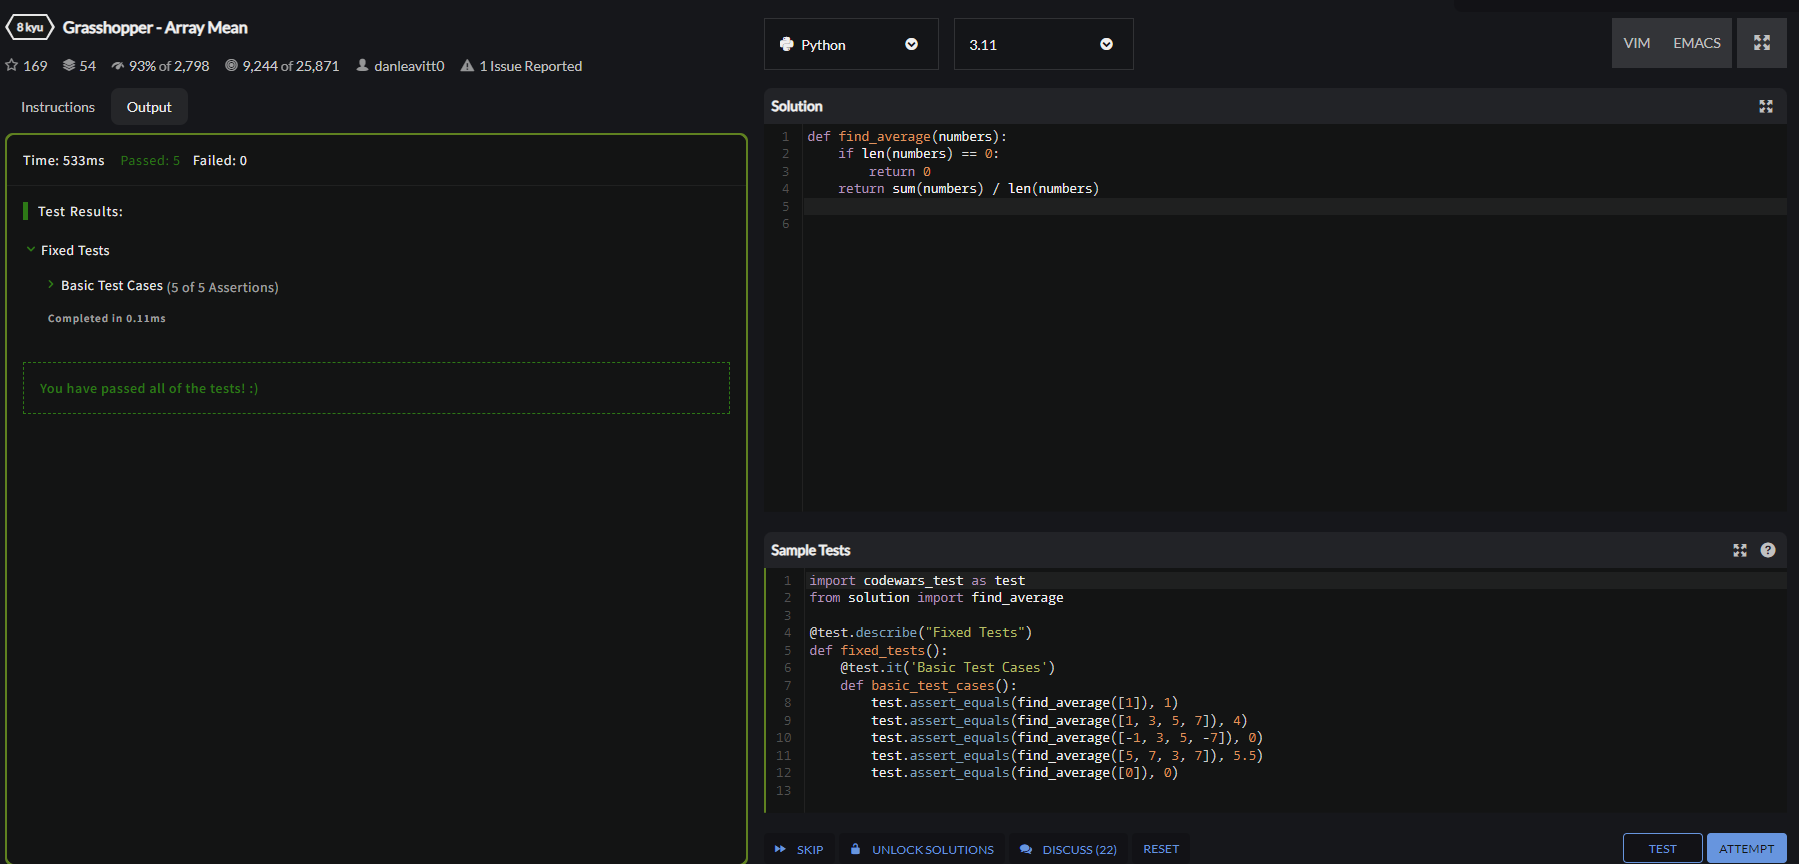 8 kyu Grasshopper - Array Mean
169 54 93% of 2,798 9,244 of 25,871 danleavitt0 1 Issue Reported
Instructions Output
Time: 533ms Passed: 5 Failed: 0
Test Results:
Fixed Tests
Basic Test Cases (5 of 5 Assertions)
Completed in 0.11ms
You have passed all of the tests! :)
Python 3.11 VIM EMACS
Solution
1 def find_average(numbers):
2     if len(numbers) == 0:
3         return 0
4     return sum(numbers) / len(numbers)
5
6
Sample Tests
1 import codewars_test as test
2 from solution import find_average
3
4 @test.describe("Fixed Tests")
5 def fixed_tests():
6     @test.it('Basic Test Cases')
7     def basic_test_cases():
8         test.assert_equals(find_average([1]), 1)
9         test.assert_equals(find_average([1, 3, 5, 7]), 4)
10         test.assert_equals(find_average([-1, 3, 5, -7]), 0)
11         test.assert_equals(find_average([5, 7, 3, 7]), 5.5)
12         test.assert_equals(find_average([0]), 0)
13
SKIP UNLOCK SOLUTIONS DISCUSS (22) RESET TEST ATTEMPT